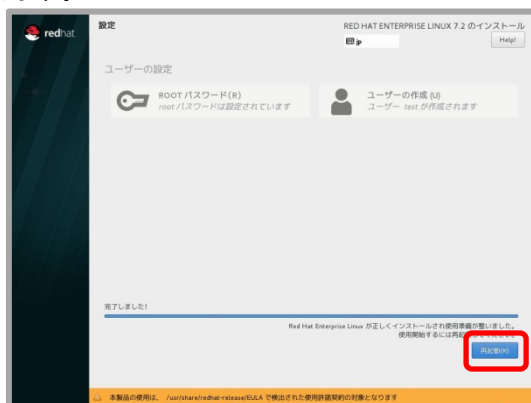 redhat
設定
RED HAT ENTERPRISE LINUX 7.2 のインストール
jp
Help!
ユーザーの設定
ROOT パスワード(R)
root パスワードは設定されています
ユーザーの作成 (U)
ユーザー test が作成されます
完了しました!
Red Hat Enterprise Linux が正しくインストールされ使用準備が整いました。
使用開始するには再起
再起動(R)
本製品の使用は、 /usr/share/redhat-release/EULA で検出された使用許諾契約の対象となります